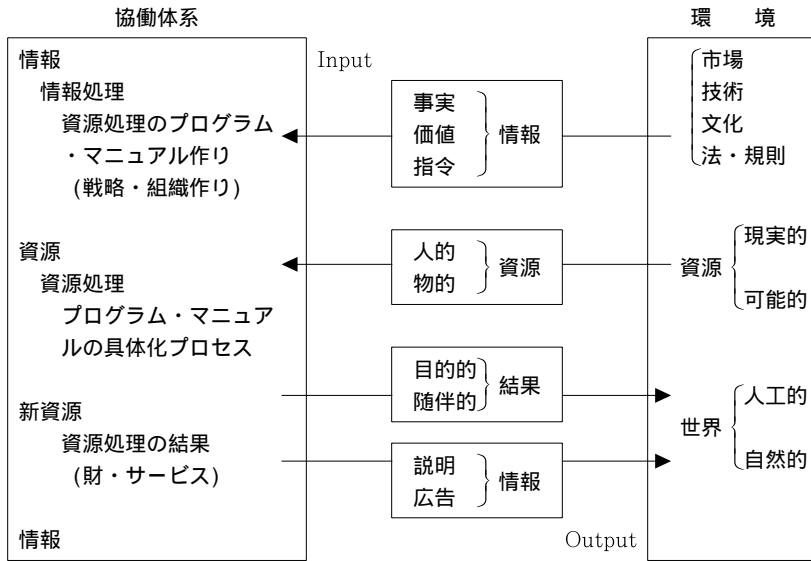 協働体系
環 境
情報
情報処理
資源処理のプログラム
・マニュアル作り
(戦略・組織作り)
資源
資源処理
プログラム・マニュア
ルの具体化プロセス
新資源
資源処理の結果
(財・サービス)
情報
Input
事実
価値
指令
情報
人的
物的
資源
目的的
随伴的
結果
説明
広告
情報
Output
市場
技術
文化
法・規則
資源
現実的
可能的
世界
人工的
自然的